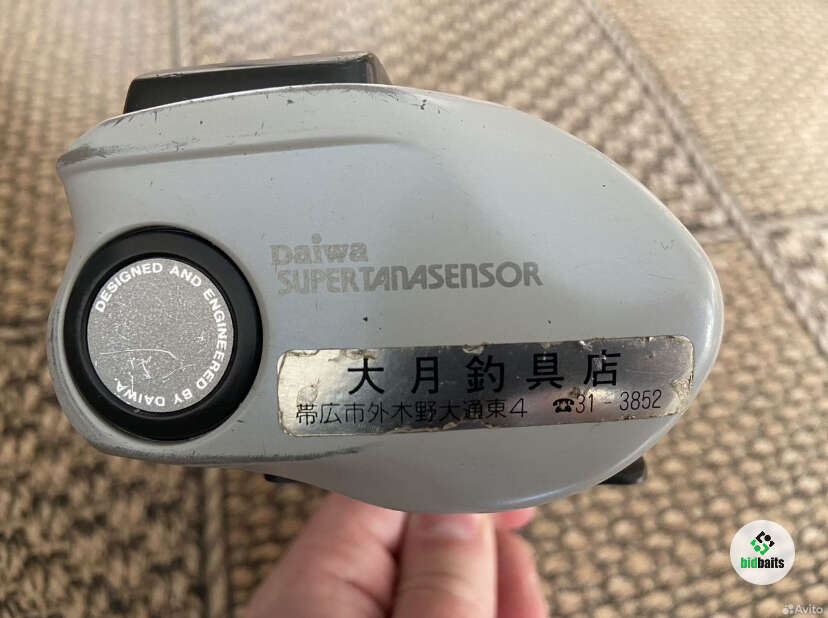 Daiwa
SUPERTANASENSOR
DESIGNED AND ENGINEERED BY DAIWA
大月釣具店
帯広市外木野大通東4 ☎31-3852
bidbaits
Avito